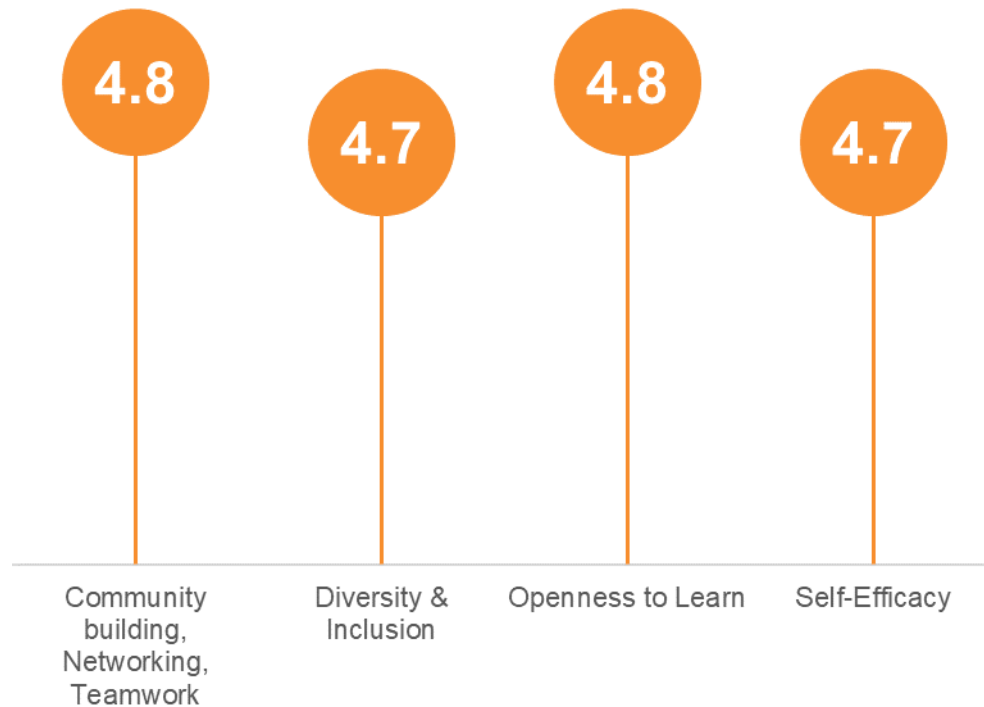 4.8
4.7
4.8
4.7
Community
building,
Networking,
Teamwork
Diversity &
Inclusion
Openness to Learn
Self-Efficacy